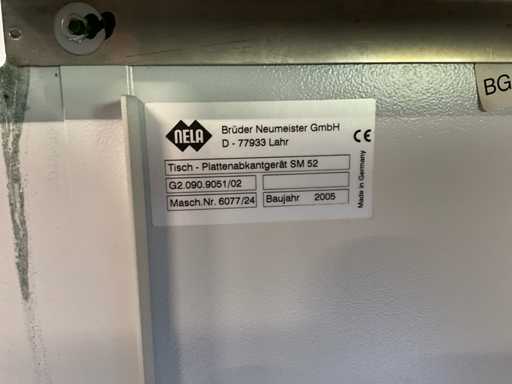 NELA
Brüder Neumeister GmbH
D - 77933 Lahr
CE
Tisch - Plattenabkantgerät SM 52
G2.090.9051/02
Masch.Nr. 6077/24
Baujahr 2005
Made in Germany
BG